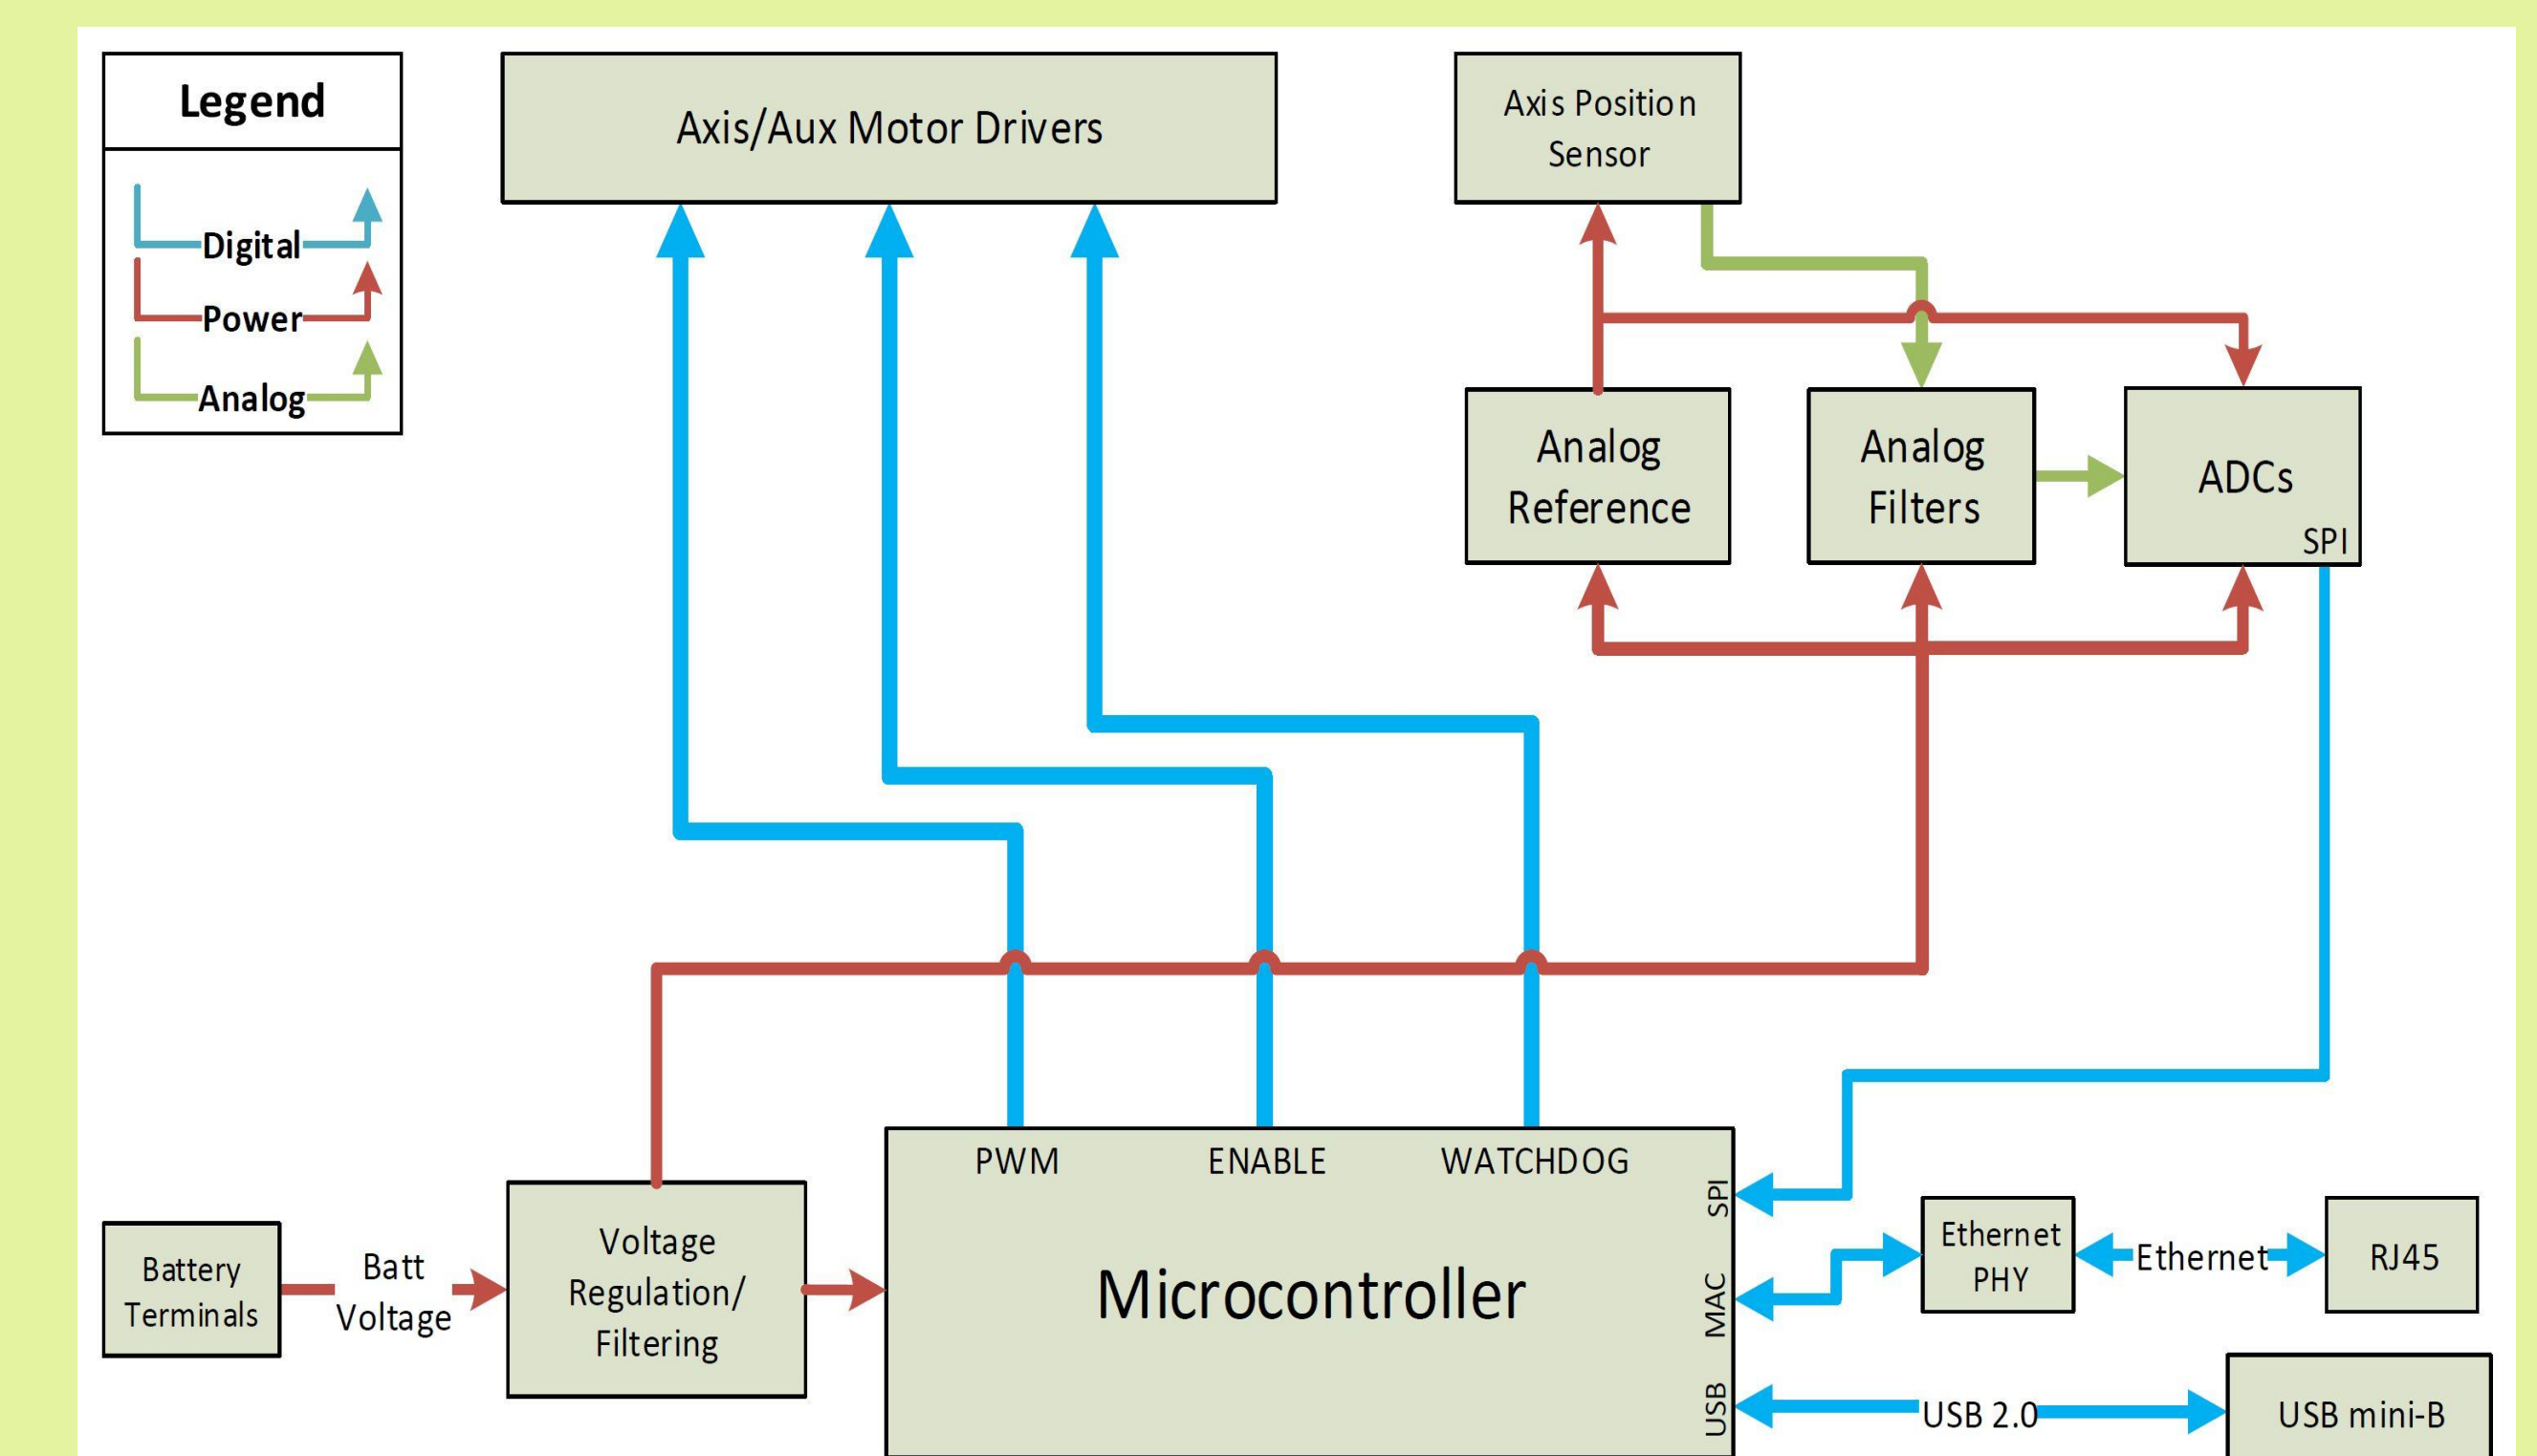 Legend
Digital
Power
Analog
Axis/Aux Motor Drivers
Axis Position
Sensor
Analog
Reference
Analog
Filters
ADCs
SPI
PWM
ENABLE
WATCHDOG
SPI
MAC
USB
Microcontroller
Battery
Terminals
Batt
Voltage
Voltage
Regulation/
Filtering
Ethernet
PHY
Ethernet
RJ45
USB 2.0
USB mini-B